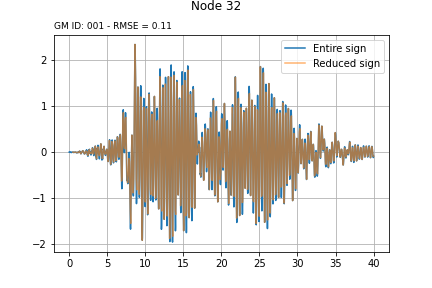 Node 32
GM ID: 001 - RMSE = 0.11
Entire sign
Reduced sign
2
1
0
−1
−2
0 5 10 15 20 25 30 35 40